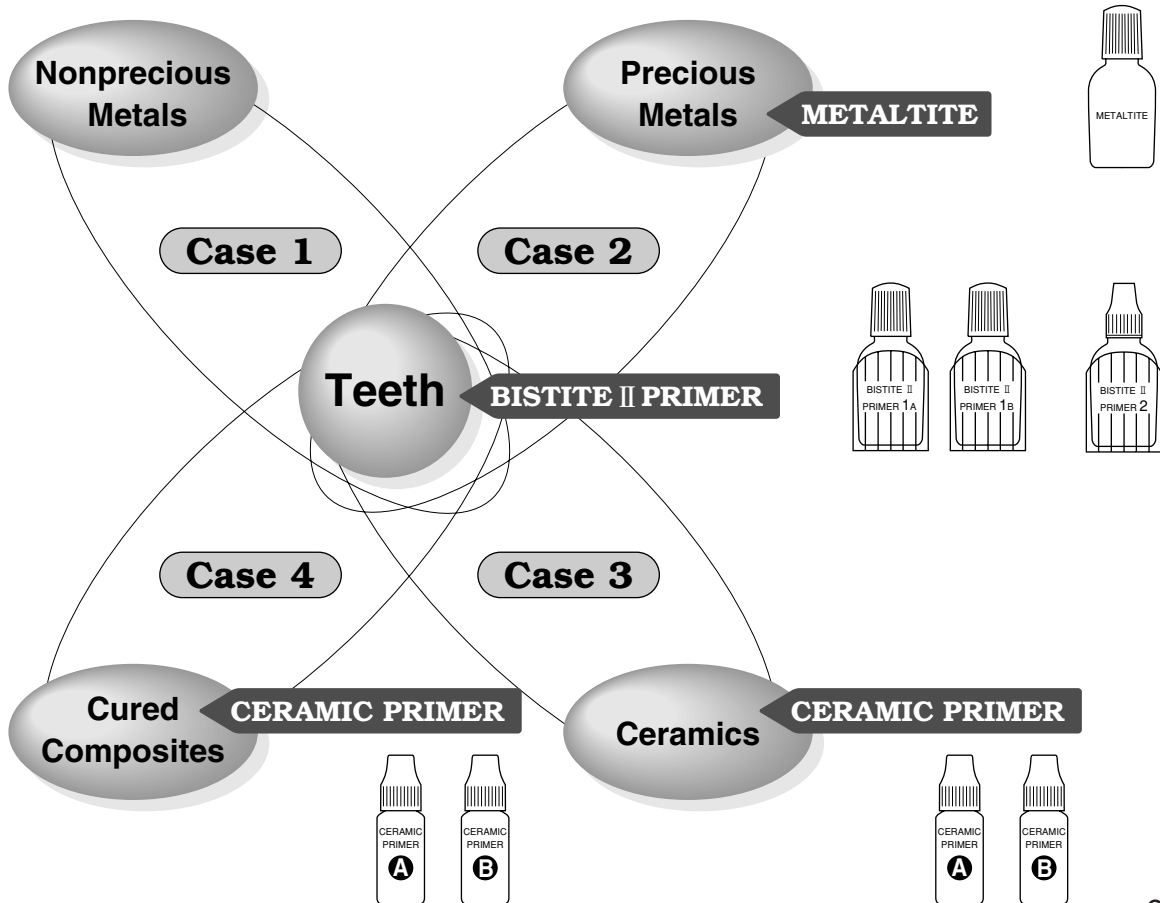 Nonprecious
Metals
Precious
Metals
METALTITE
METALTITE
Case 1
Case 2
Teeth
BISTITE Ⅱ PRIMER
BISTITE Ⅱ
PRIMER 1A
BISTITE Ⅱ
PRIMER 1B
BISTITE Ⅱ
PRIMER 2
Case 4
Case 3
Cured
Composites
CERAMIC PRIMER
Ceramics
CERAMIC PRIMER
CERAMIC
PRIMER
A
CERAMIC
PRIMER
B
CERAMIC
PRIMER
A
CERAMIC
PRIMER
B